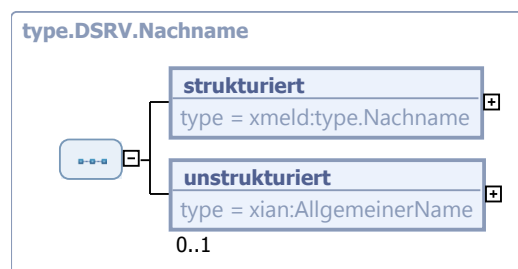 type.DSRV.Nachname
strukturiert
type = xmeld:type.Nachname
unstrukturiert
type = xian:AllgemeinerName
0..1